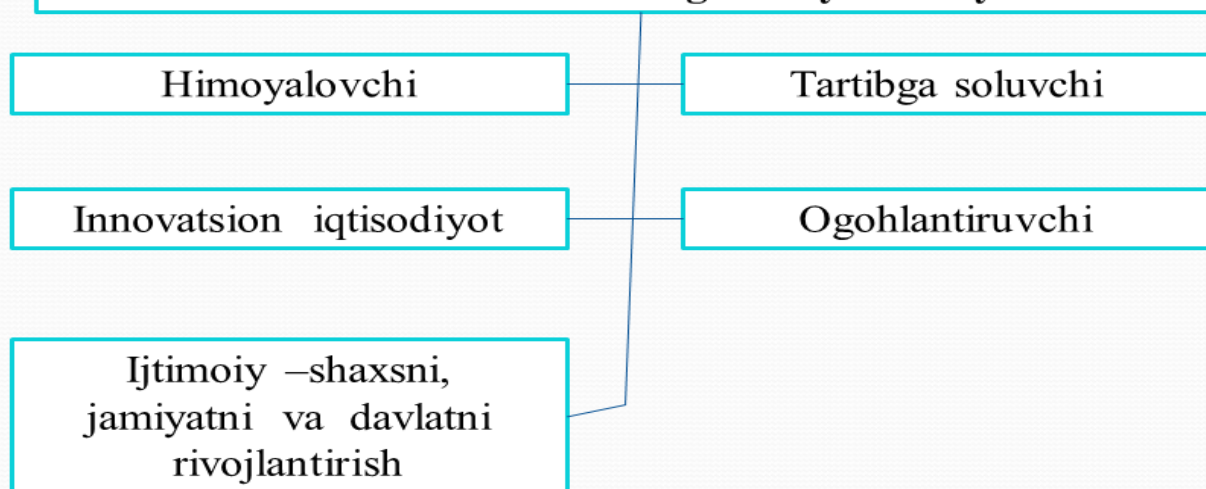 Himoyalovchi
Tartibga soluvchi
Innovatsion iqtisodiyot
Ogohlantiruvchi
Ijtimoiy –shaxsni,
jamiyatni va davlatni
rivojlantirish